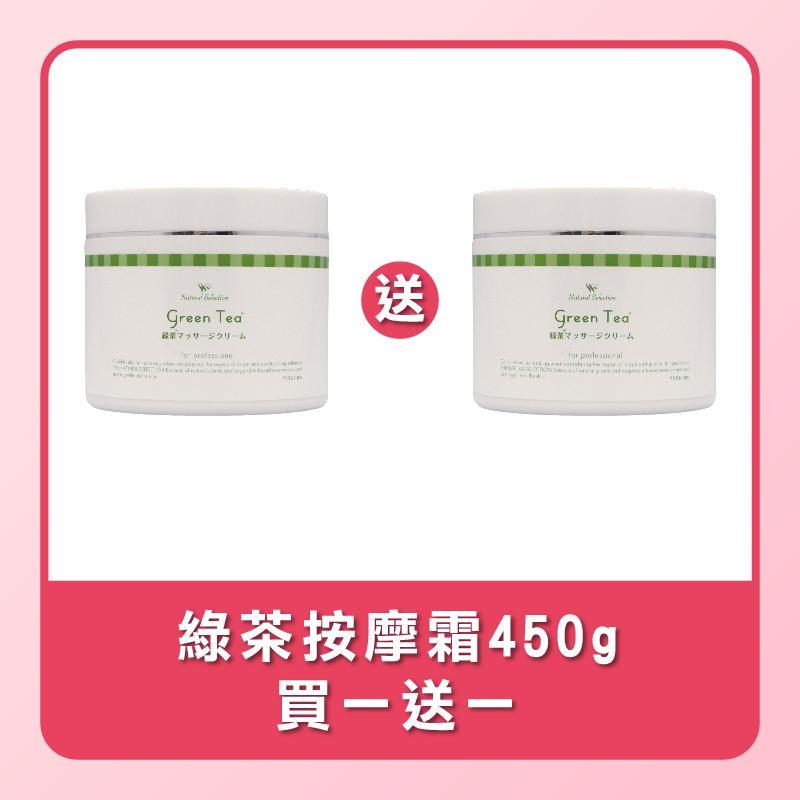 Natural Selection
Green Tea
綠茶マッサージクリーム
for professional
送
Natural Selection
Green Tea
綠茶マッサージクリーム
for professional
綠茶按摩霜450g
買一送一